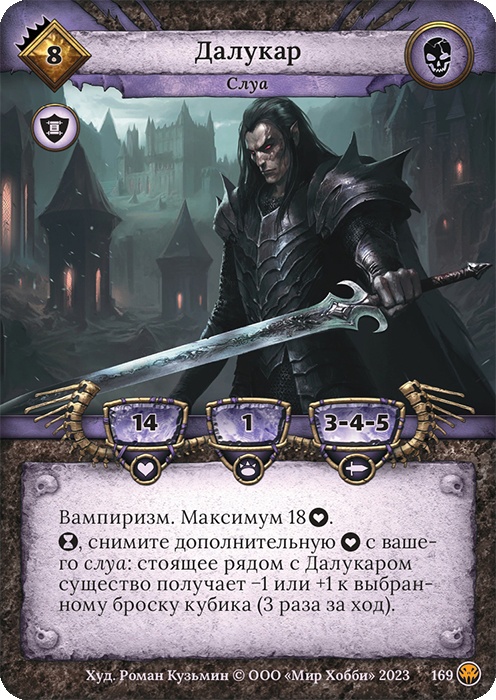 8
Далукар
Слуа
14
1
3-4-5
Вампиризм. Максимум 18.
, снимите дополнительную с ваше-
го слуа: стоящее рядом с Далукаром
существо получает −1 или +1 к выбран-
ному броску кубика (3 раза за ход).
Худ. Роман Кузьмин © ООО «Мир Хобби» 2023 169